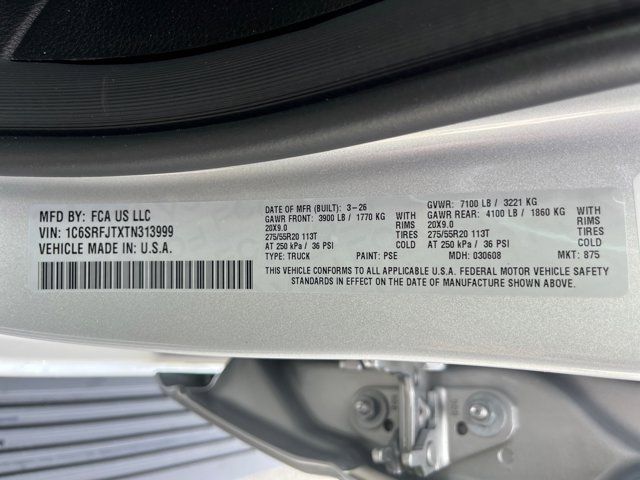 MFD BY: FCA US LLC
VIN: 1C6SRFJTXTN313999
VEHICLE MADE IN U.S.A.
DATE OF MFR (BUILT): 3-26
GAWR FRONT: 3900 LB / 1770 KG WITH
20X9.0 RIMS
275/55R20 113T TIRES
AT 250 kPa / 36 PSI COLD
TYPE: TRUCK PAINT: PSE
GVWR: 7100 LB / 3221 KG
GAWR REAR: 4100 LB / 1860 KG WITH
20X9.0 RIMS
275/55R20 113T TIRES
AT 250 kPa / 36 PSI COLD
MDH: 030608 MKT: 875
THIS VEHICLE CONFORMS TO ALL APPLICABLE U.S.A. FEDERAL MOTOR VEHICLE SAFETY
STANDARDS IN EFFECT ON THE DATE OF MANUFACTURE SHOWN ABOVE.